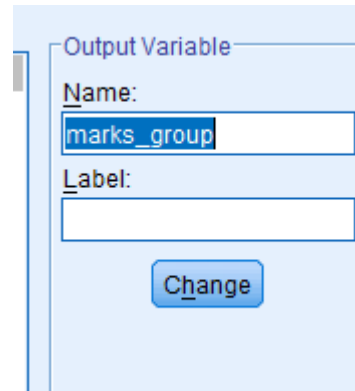 Output Variable
Name:
marks_group
Label:
Change